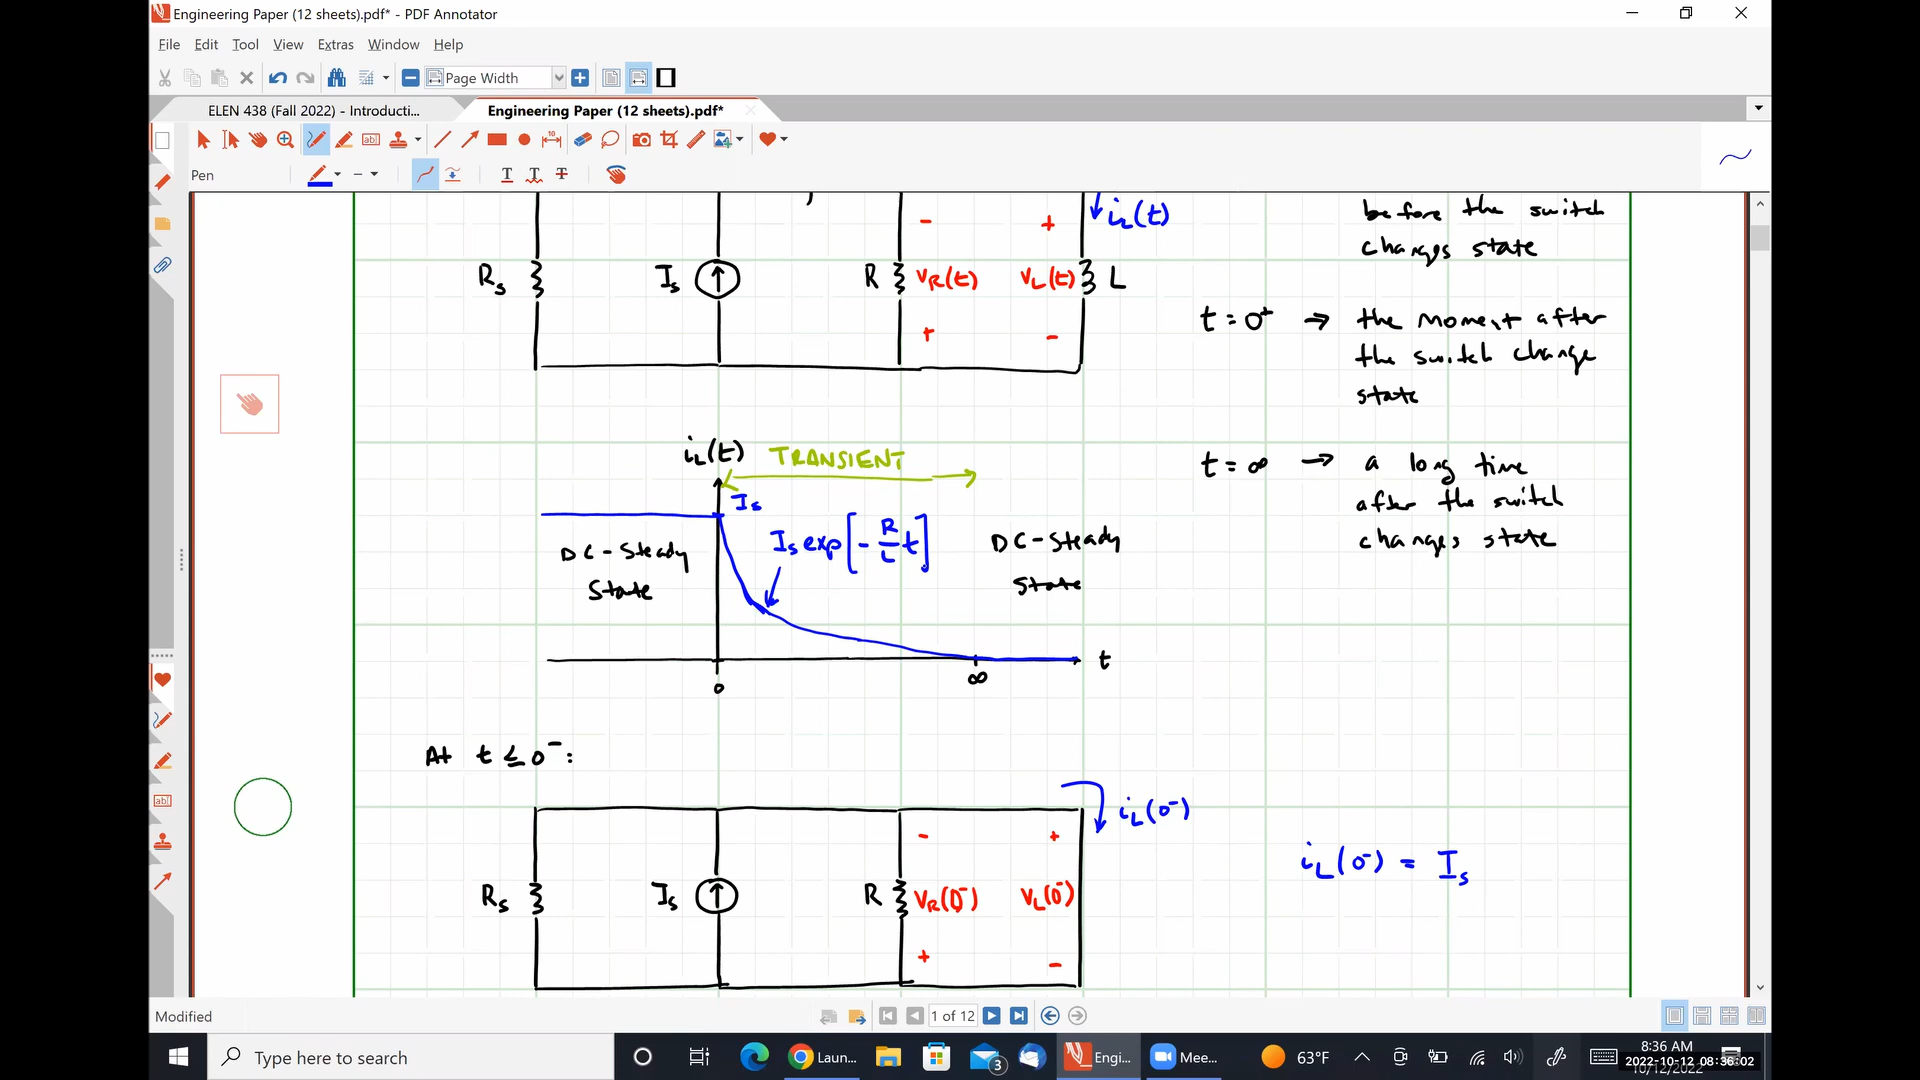 Engineering Paper (12 sheets).pdf* - PDF Annotator
File Edit Tool View Extras Window Help
Page Width
ELEN 438 (Fall 2022) - Introducti...
Engineering Paper (12 sheets).pdf*
Pen
before the switch
changes state
- + iL(t)
Rs Is R vR(t) vL(t) L
+ -
t = 0+ → the moment after
the switch change
state
iL(t) TRANSIENT
t = ∞ → a long time
after the switch
changes state
Is
Is exp[-R/L t]
DC-Steady
State
DC-Steady
State
t
0 ∞
At t ≤ 0-:
iL(0-)
- +
iL(0-) = Is
Rs Is R vR(0-) vL(0-)
+ -
Modified
1 of 12
Type here to search
Laun...
3
Engi...
Mee...
63°F
8:36 AM
2022-10-12 08:36:02
10/12/2022